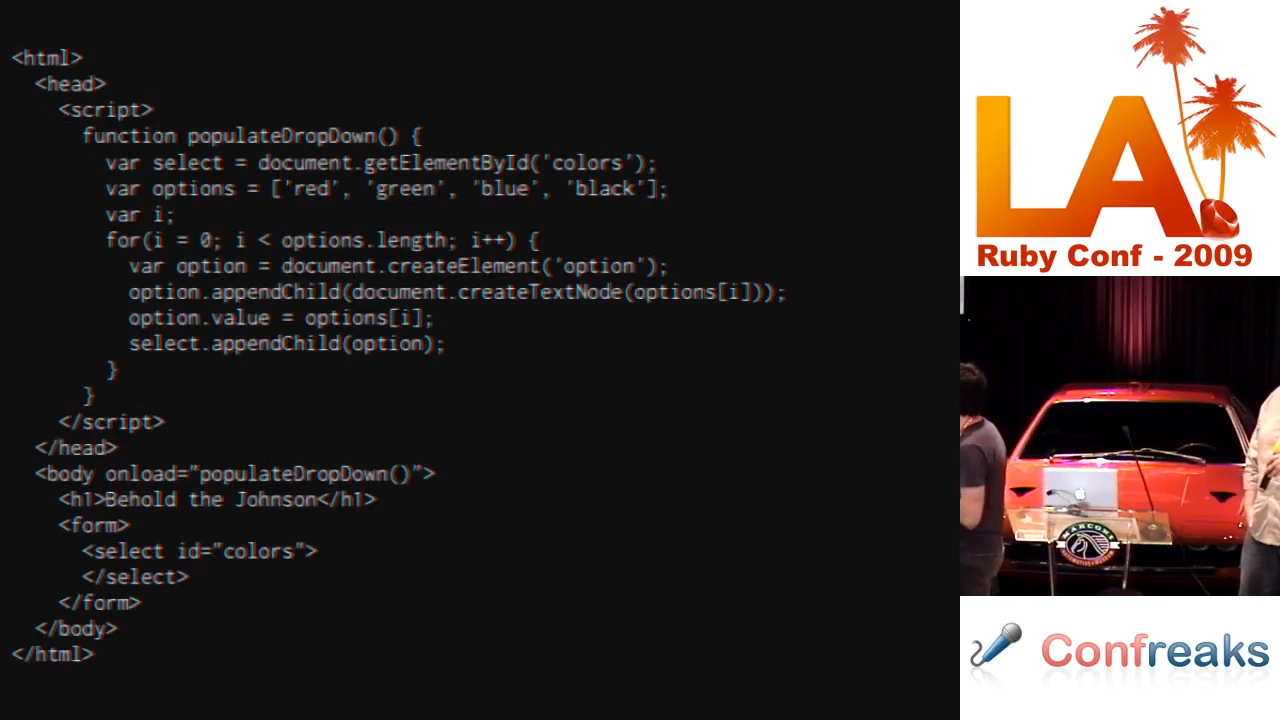 <html>
  <head>
    <script>
      function populateDropDown() {
        var select = document.getElementById('colors');
        var options = ['red', 'green', 'blue', 'black'];
        var i;
        for(i = 0; i < options.length; i++) {
          var option = document.createElement('option');
          option.appendChild(document.createTextNode(options[i]));
          option.value = options[i];
          select.appendChild(option);
        }
      }
    </script>
  </head>
  <body onload="populateDropDown()">
    <h1>Behold the Johnson</h1>
    <form>
      <select id="colors">
      </select>
    </form>
  </body>
</html>
LA
Ruby Conf - 2009
MARCONI
AUTOMOTIVE MUSEUM
Confreaks